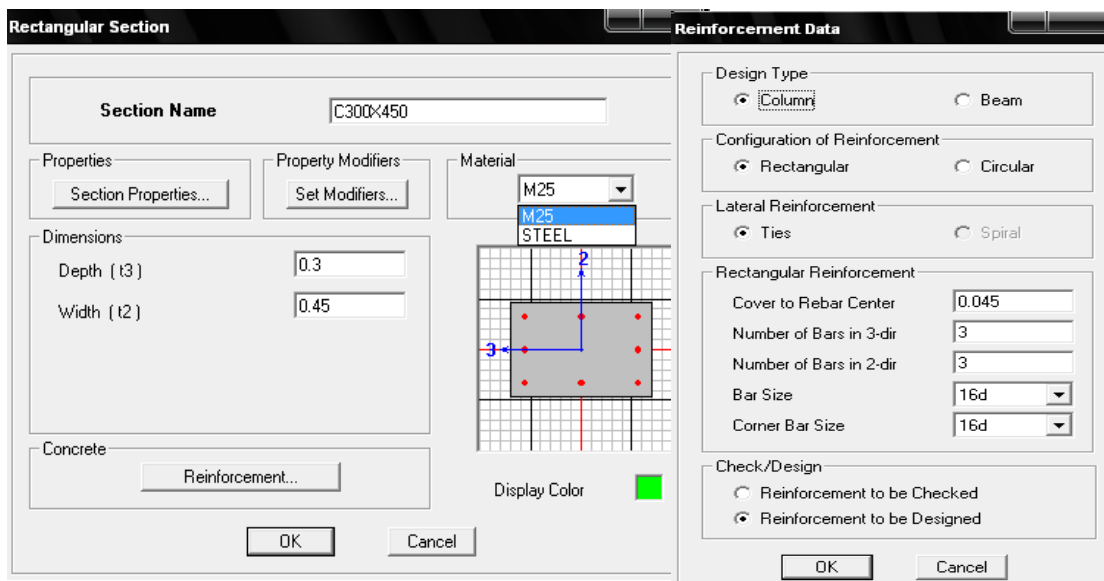 Rectangular Section
Section Name
C300X450
Properties
Section Properties...
Property Modifiers
Set Modifiers...
Material
M25
M25
STEEL
Dimensions
Depth ( t3 )
0.3
Width ( t2 )
0.45
2
3
Concrete
Reinforcement...
Display Color
OK
Cancel
Reinforcement Data
Design Type
Column
Beam
Configuration of Reinforcement
Rectangular
Circular
Lateral Reinforcement
Ties
Spiral
Rectangular Reinforcement
Cover to Rebar Center
0.045
Number of Bars in 3-dir
3
Number of Bars in 2-dir
3
Bar Size
16d
Corner Bar Size
16d
Check/Design
Reinforcement to be Checked
Reinforcement to be Designed
OK
Cancel